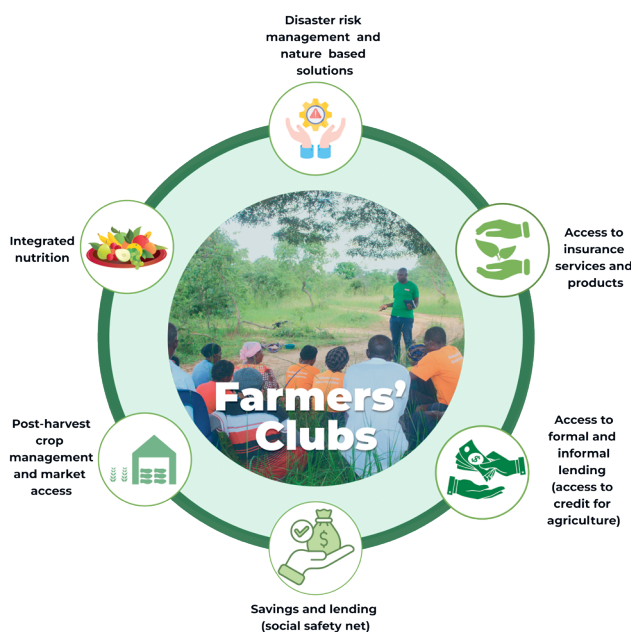 Disaster risk
management and
nature based
solutions
Access to
insurance
services and
products
Access to
formal and
informal
lending
(access to
credit for
agriculture)
Savings and lending
(social safety net)
Post-harvest
crop
management
and market
access
Integrated
nutrition
Farmers'
Clubs